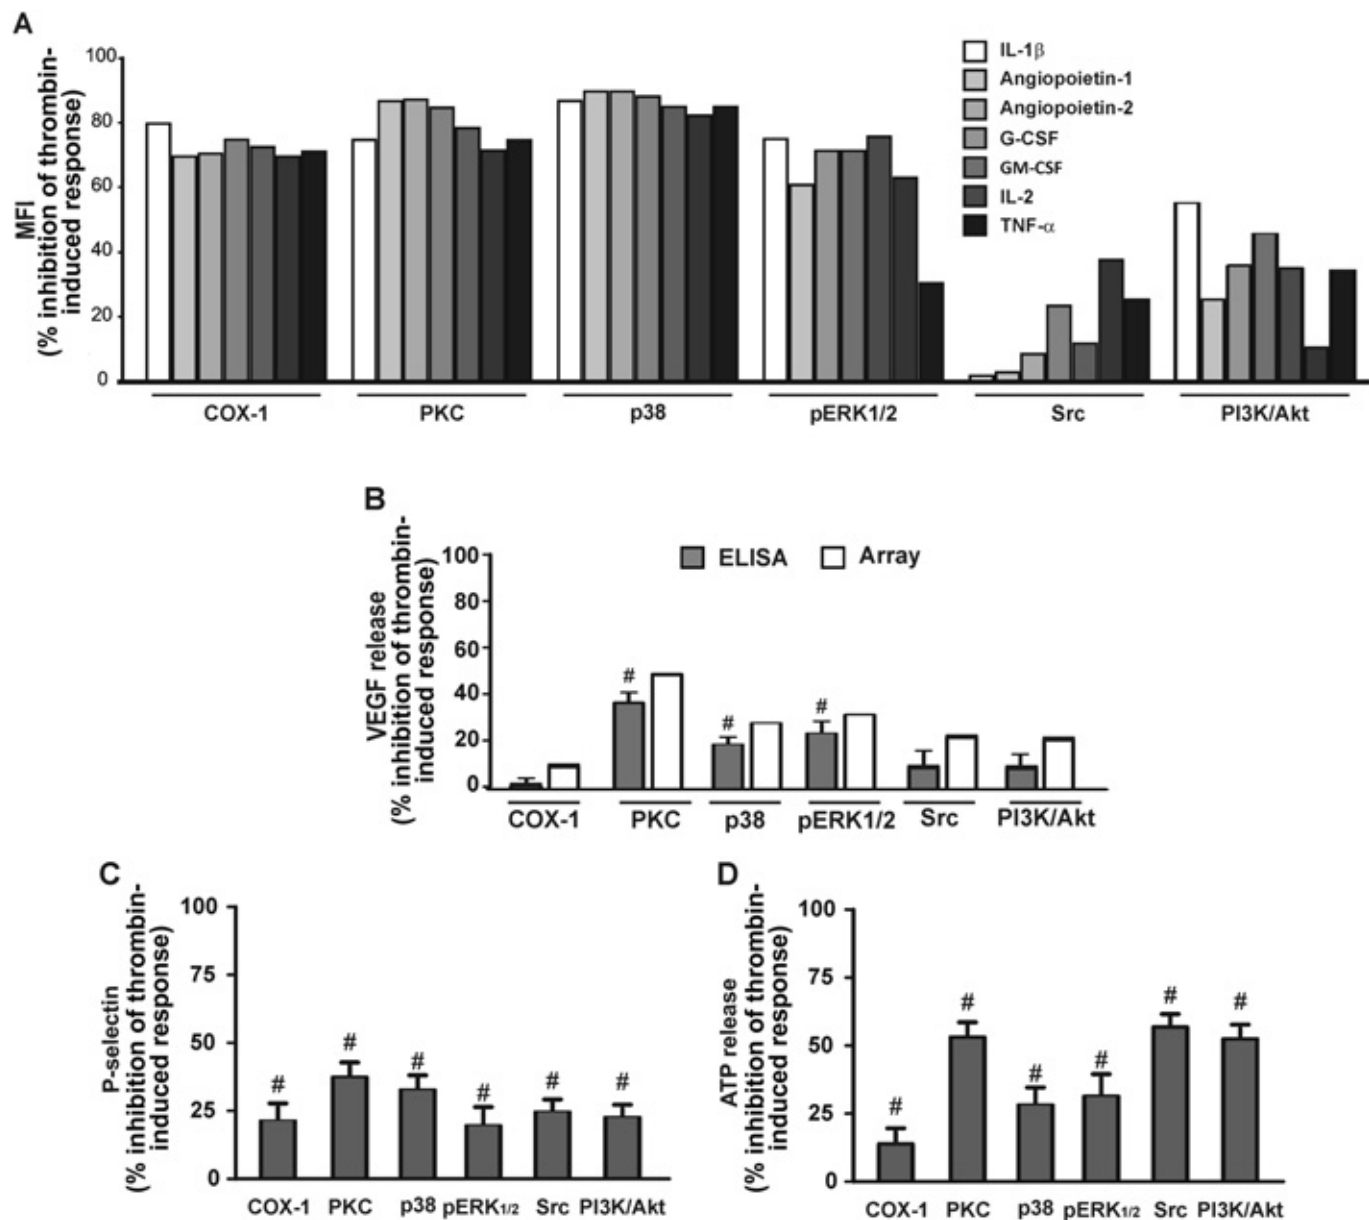 A
MFI
(% inhibition of thrombin-
induced response)
100
80
60
40
20
0
IL-1β
Angiopoietin-1
Angiopoietin-2
G-CSF
GM-CSF
IL-2
TNF-α
COX-1 PKC p38 pERK1/2 Src PI3K/Akt
B
VEGF release
(% inhibition of thrombin-
induced response)
100
80
60
40
20
0
ELISA Array
# # #
COX-1 PKC p38 pERK1/2 Src PI3K/Akt
C
P-selectin
(% inhibition of thrombin-
induced response)
100
75
50
25
0
# # # # # #
COX-1 PKC p38 pERK1/2 Src PI3K/Akt
D
ATP release
(% inhibition of thrombin-
induced response)
100
75
50
25
0
# # # # # #
COX-1 PKC p38 pERK1/2 Src PI3K/Akt